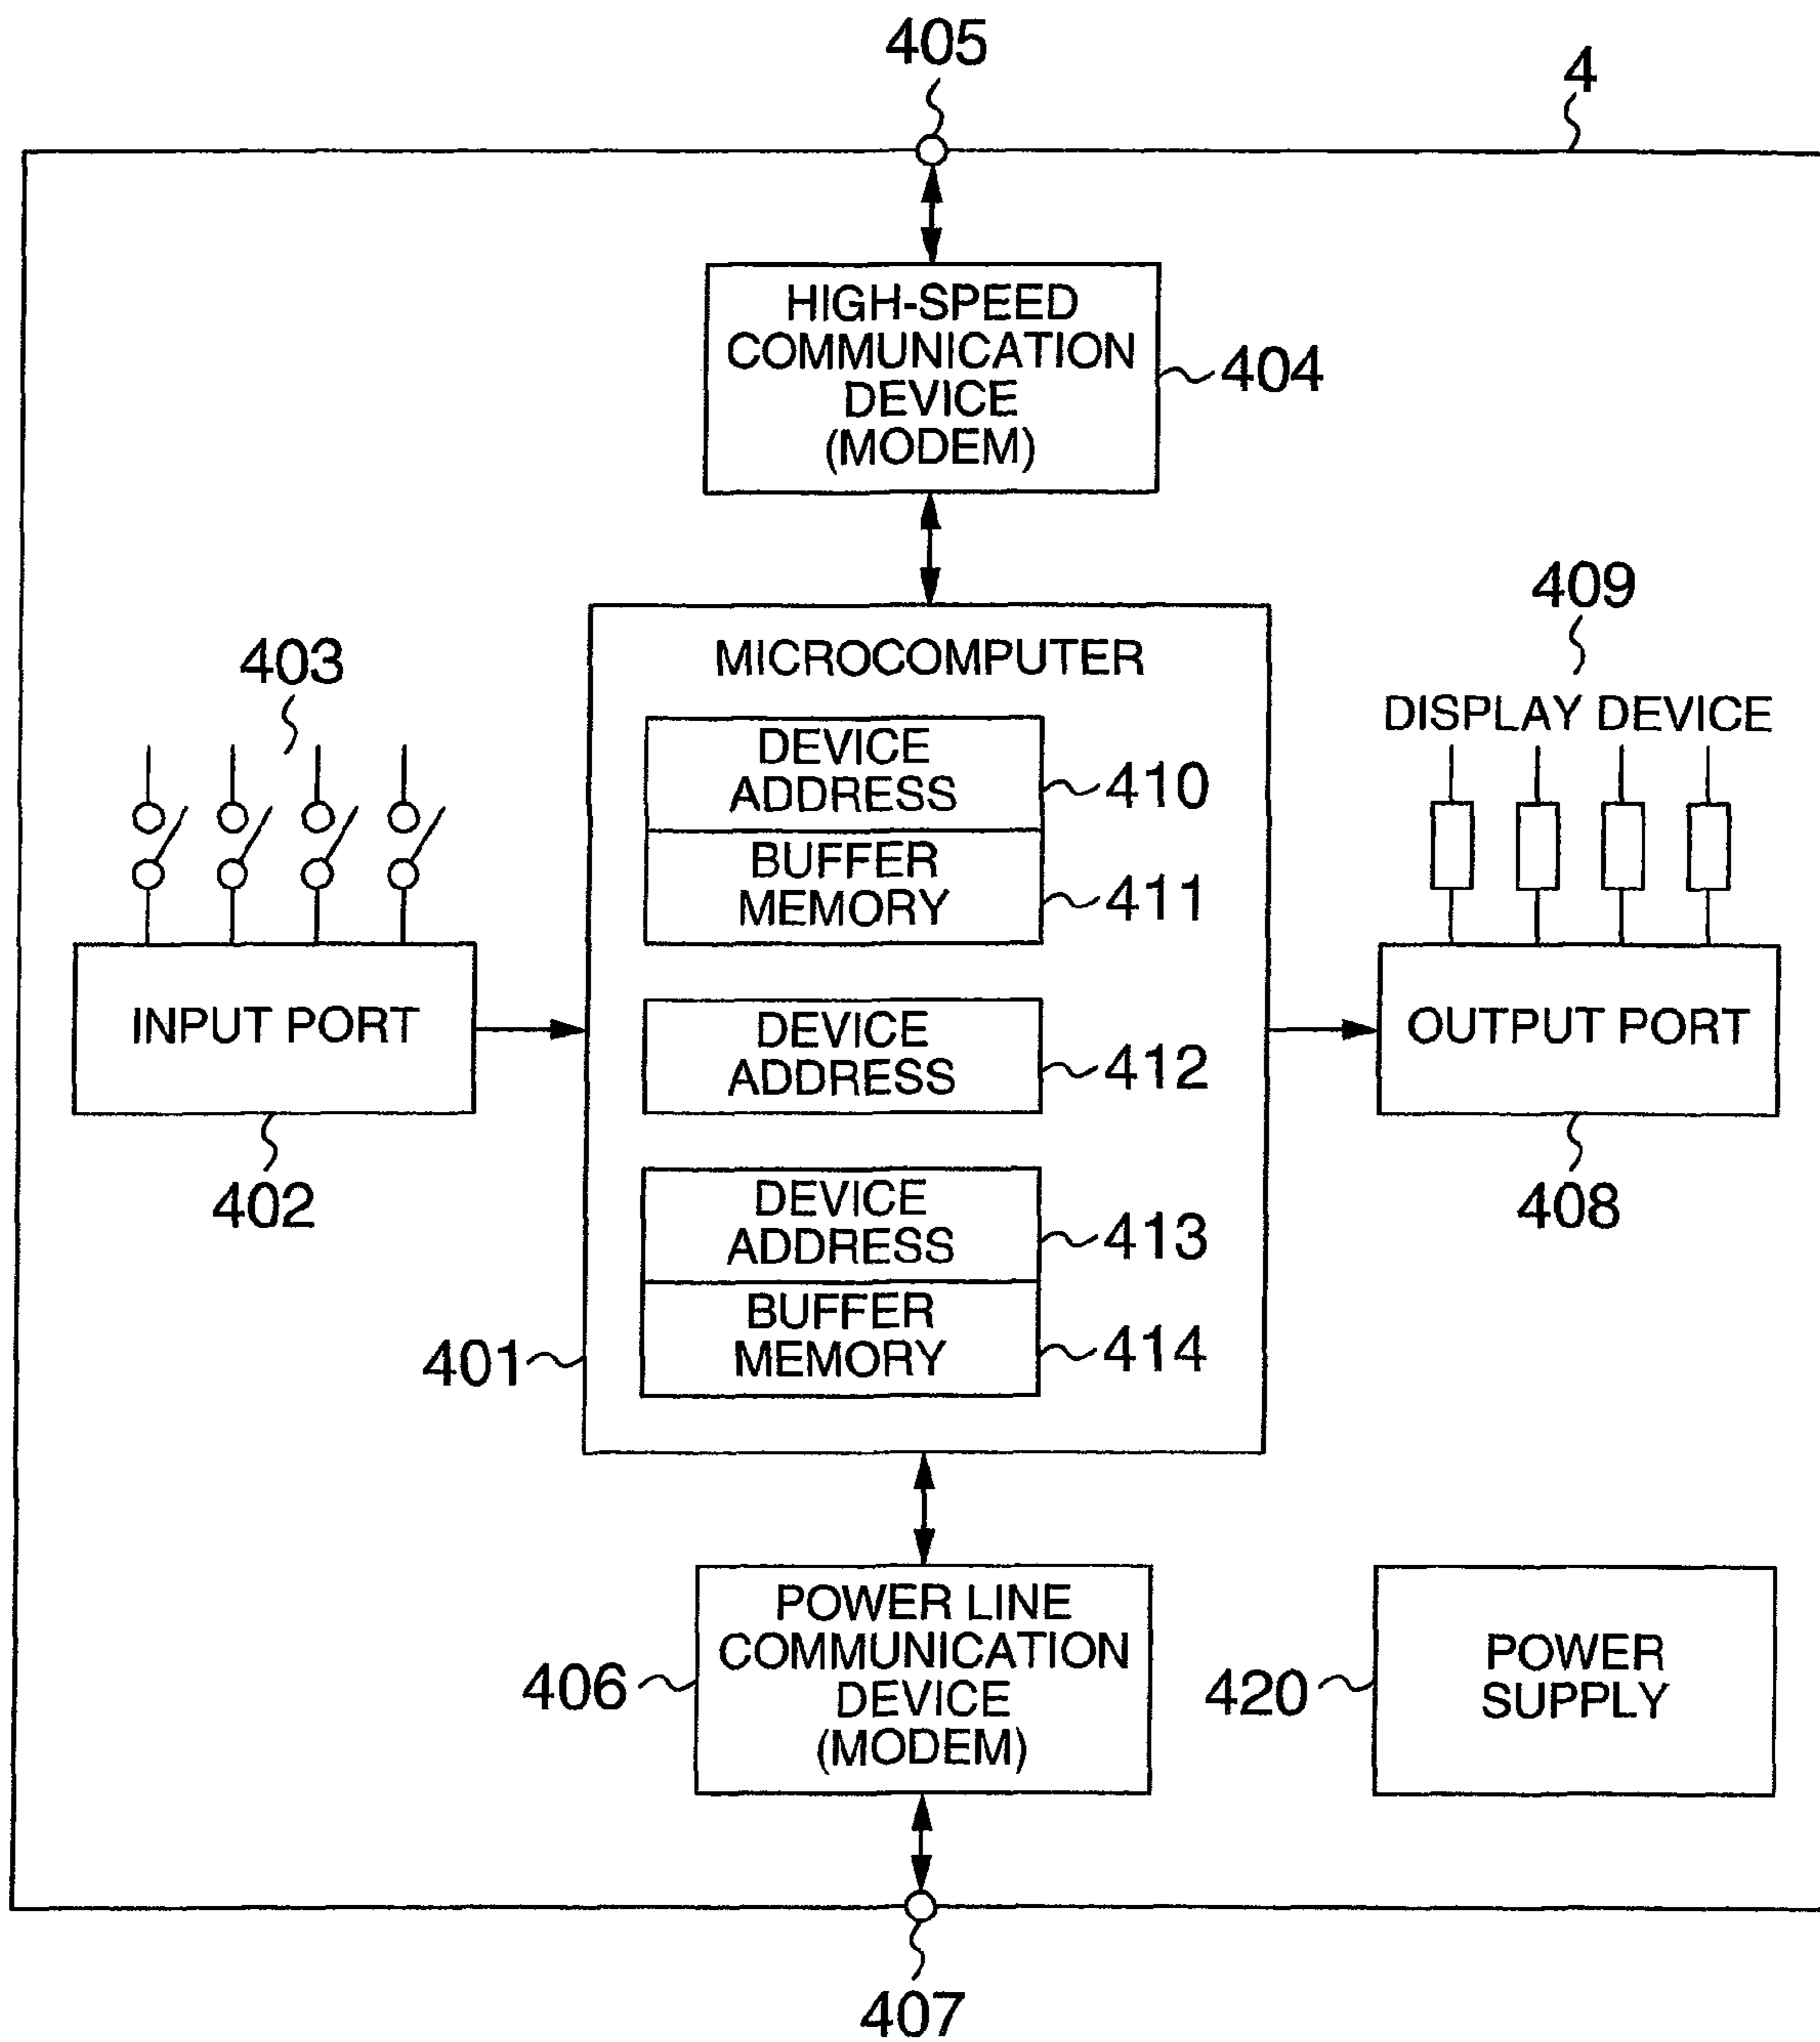 405
4
HIGH-SPEED
COMMUNICATION
DEVICE
(MODEM)
404
409
403
MICROCOMPUTER
DISPLAY DEVICE
DEVICE
ADDRESS
410
BUFFER
MEMORY
411
INPUT PORT
OUTPUT PORT
DEVICE
ADDRESS
412
402
408
DEVICE
ADDRESS
413
BUFFER
MEMORY
414
401
POWER LINE
COMMUNICATION
DEVICE
(MODEM)
406
POWER
SUPPLY
420
407